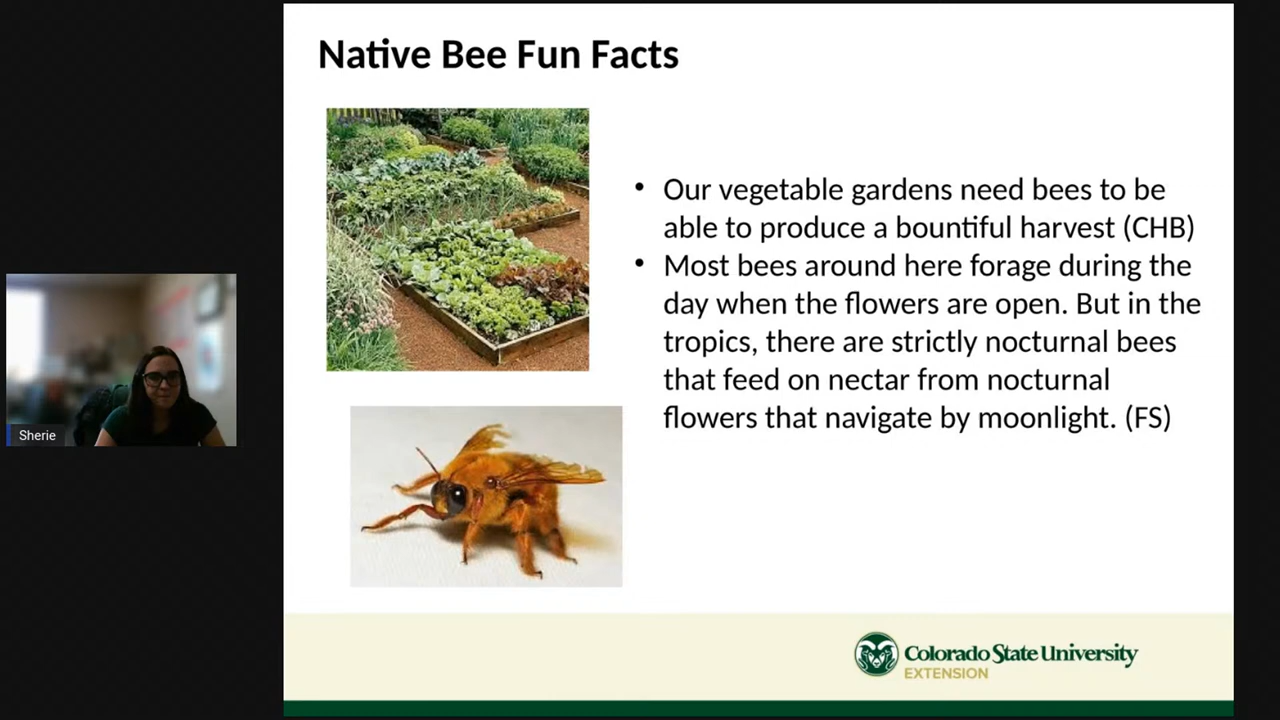 Native Bee Fun Facts
• Our vegetable gardens need bees to be
able to produce a bountiful harvest (CHB)
• Most bees around here forage during the
day when the flowers are open. But in the
tropics, there are strictly nocturnal bees
that feed on nectar from nocturnal
flowers that navigate by moonlight. (FS)
Sherie
Colorado State University
EXTENSION